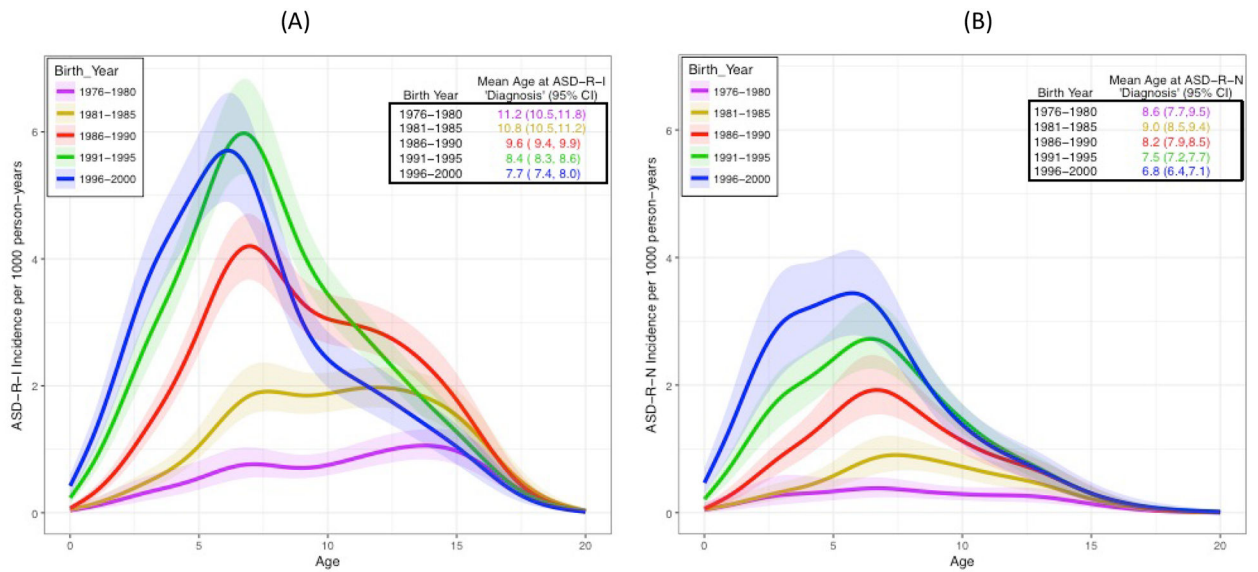 (A)
Birth_Year
1976−1980
1981−1985
1986−1990
1991−1995
1996−2000
Mean Age at ASD−R−I
Birth Year 'Diagnosis' (95% CI)
1976−1980 11.2 (10.5,11.8)
1981−1985 10.8 (10.5,11.2)
1986−1990 9.6 ( 9.4, 9.9)
1991−1995 8.4 ( 8.3, 8.6)
1996−2000 7.7 ( 7.4, 8.0)
ASD−R−I Incidence per 1000 person−years
6
4
2
0
0 5 10 15 20
Age
(B)
Birth_Year
1976−1980
1981−1985
1986−1990
1991−1995
1996−2000
Mean Age at ASD−R−N
Birth Year 'Diagnosis' (95% CI)
1976−1980 8.6 (7.7,9.5)
1981−1985 9.0 (8.5,9.4)
1986−1990 8.2 (7.9,8.5)
1991−1995 7.5 (7.2,7.7)
1996−2000 6.8 (6.4,7.1)
ASD−R−N Incidence per 1000 person−years
6
4
2
0
0 5 10 15 20
Age